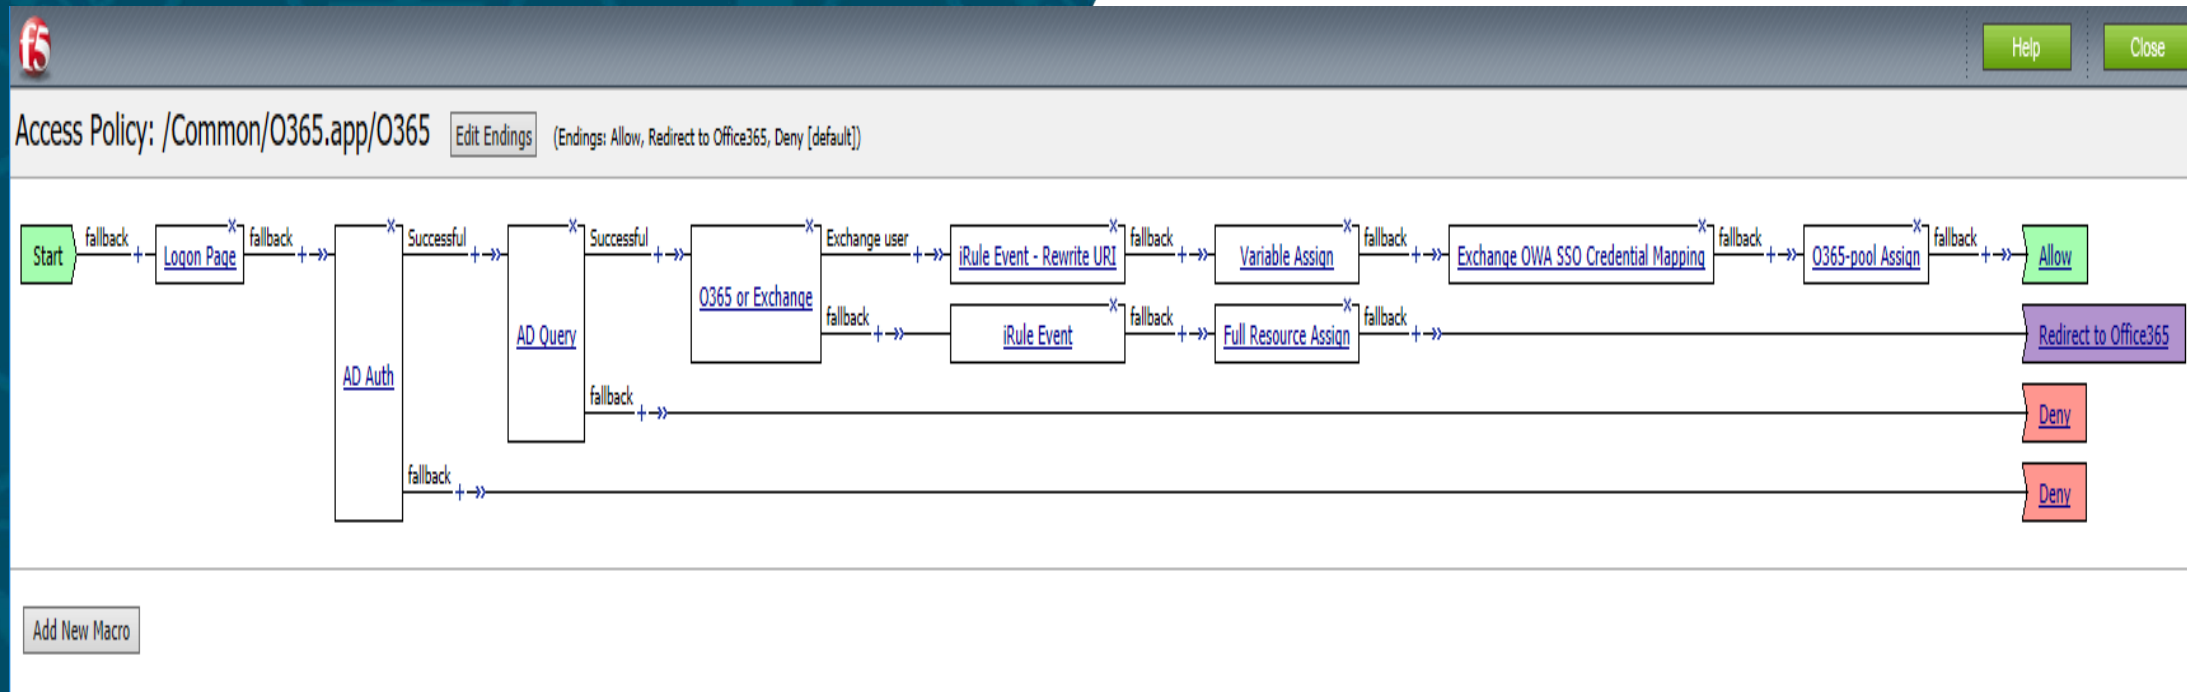 f5
Help
Close
Access Policy: /Common/O365.app/O365
Edit Endings
(Endings: Allow, Redirect to Office365, Deny [default])
Start
fallback
+
Logon Page
x
fallback
+
AD Auth
x
Successful
+
AD Query
x
Successful
+
O365 or Exchange
x
Exchange user
+
iRule Event - Rewrite URI
x
fallback
+
Variable Assign
x
fallback
+
Exchange OWA SSO Credential Mapping
x
fallback
+
O365-pool Assign
x
fallback
+
Allow
fallback
+
iRule Event
x
fallback
+
Full Resource Assign
x
fallback
+
Redirect to Office365
fallback
+
Deny
fallback
+
Deny
Add New Macro